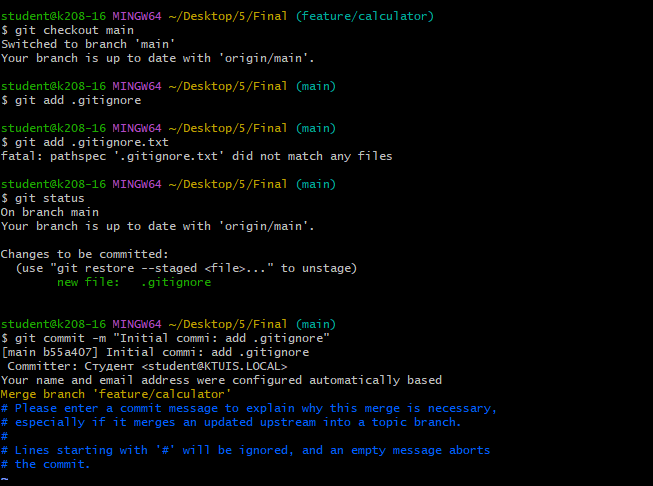 student@k208-16 MINGW64 ~/Desktop/5/Final (feature/calculator)
$ git checkout main
Switched to branch 'main'
Your branch is up to date with 'origin/main'.
student@k208-16 MINGW64 ~/Desktop/5/Final (main)
$ git add .gitignore
student@k208-16 MINGW64 ~/Desktop/5/Final (main)
$ git add .gitignore.txt
fatal: pathspec '.gitignore.txt' did not match any files
student@k208-16 MINGW64 ~/Desktop/5/Final (main)
$ git status
On branch main
Your branch is up to date with 'origin/main'.
Changes to be committed:
(use "git restore --staged <file>..." to unstage)
new file:   .gitignore
student@k208-16 MINGW64 ~/Desktop/5/Final (main)
$ git commit -m "Initial commi: add .gitignore"
[main b55a407] Initial commi: add .gitignore
Committer: Студент <student@KTUIS.LOCAL>
Your name and email address were configured automatically based
Merge branch 'feature/calculator'
# Please enter a commit message to explain why this merge is necessary,
# especially if it merges an updated upstream into a topic branch.
#
# Lines starting with '#' will be ignored, and an empty message aborts
# the commit.
~